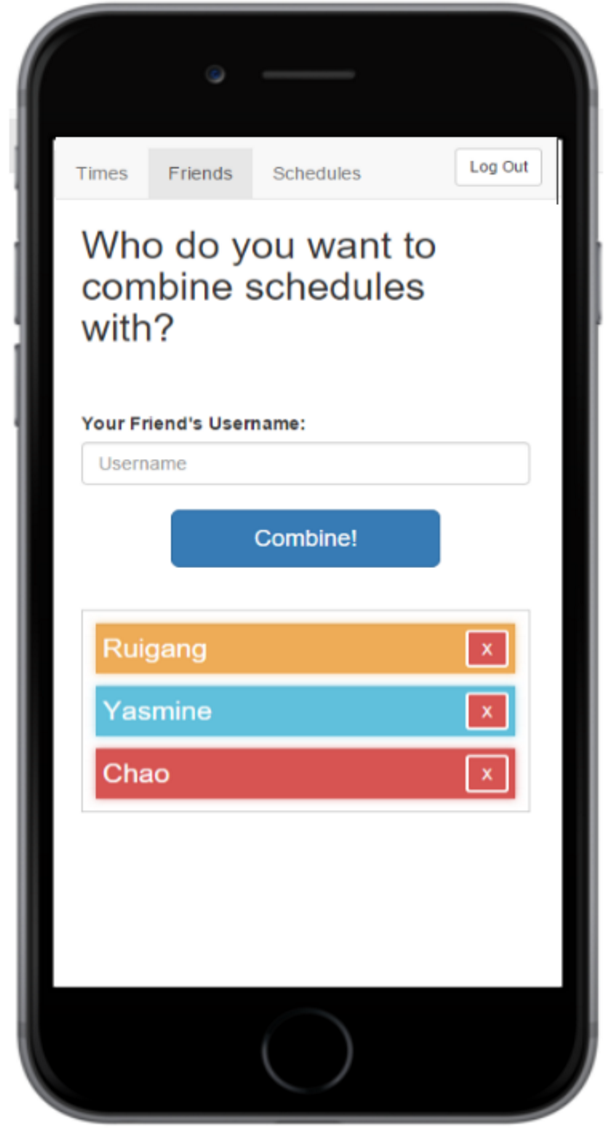 Times Friends Schedules Log Out
Who do you want to
combine schedules
with?
Your Friend's Username:
Username
Combine!
Ruigang x
Yasmine x
Chao x